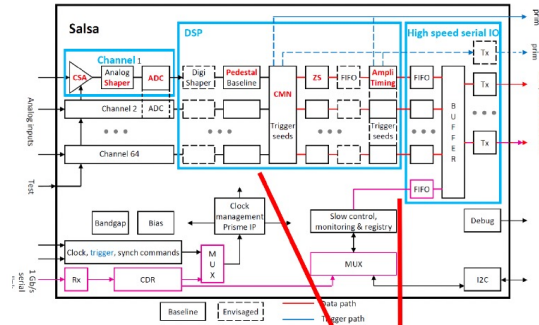 Salsa
DSP
High speed serial IO
prim
Channel 1
Tx
prim
CSA
Analog
Shaper
ADC
Digi
Shaper
Pedestal
Baseline
CMN
Trigger
seeds
ZS
FIFO
Ampli
Timing
FIFO
BUFFER
Tx
Analog inputs
Channel 2
ADC
Trigger
seeds
Channel 64
Tx
Test
FIFO
Bandgap
Bias
Clock
management
Prisme IP
Slow control,
monitoring & registry
Debug
Clock, trigger, synch commands
MUX
MUX
1 Gb/s
serial
Rx
CDR
I2C
Baseline
Envisaged
Data path
Trigger path